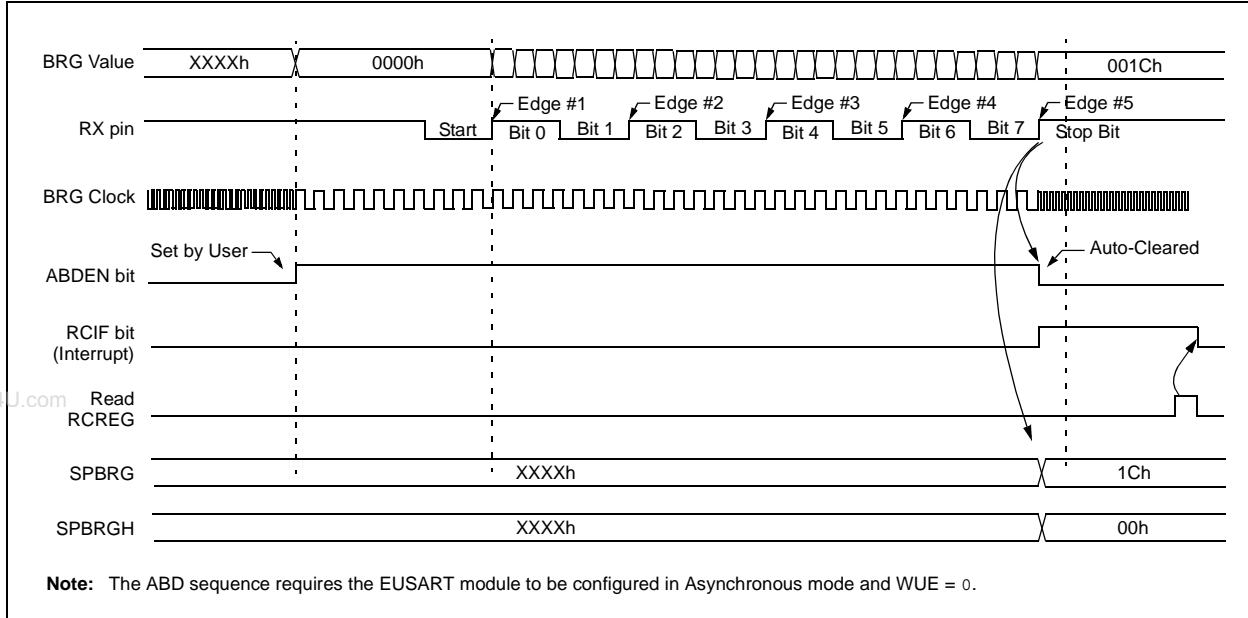 BRG Value XXXXh 0000h 001Ch
Edge #1 Edge #2 Edge #3 Edge #4 Edge #5
RX pin Start Bit 0 Bit 1 Bit 2 Bit 3 Bit 4 Bit 5 Bit 6 Bit 7 Stop Bit
BRG Clock
Set by User Auto-Cleared
ABDEN bit
RCIF bit
(Interrupt)
U.com
Read
RCREG
SPBRG XXXXh 1Ch
SPBRGH XXXXh 00h
Note: The ABD sequence requires the EUSART module to be configured in Asynchronous mode and WUE = 0.